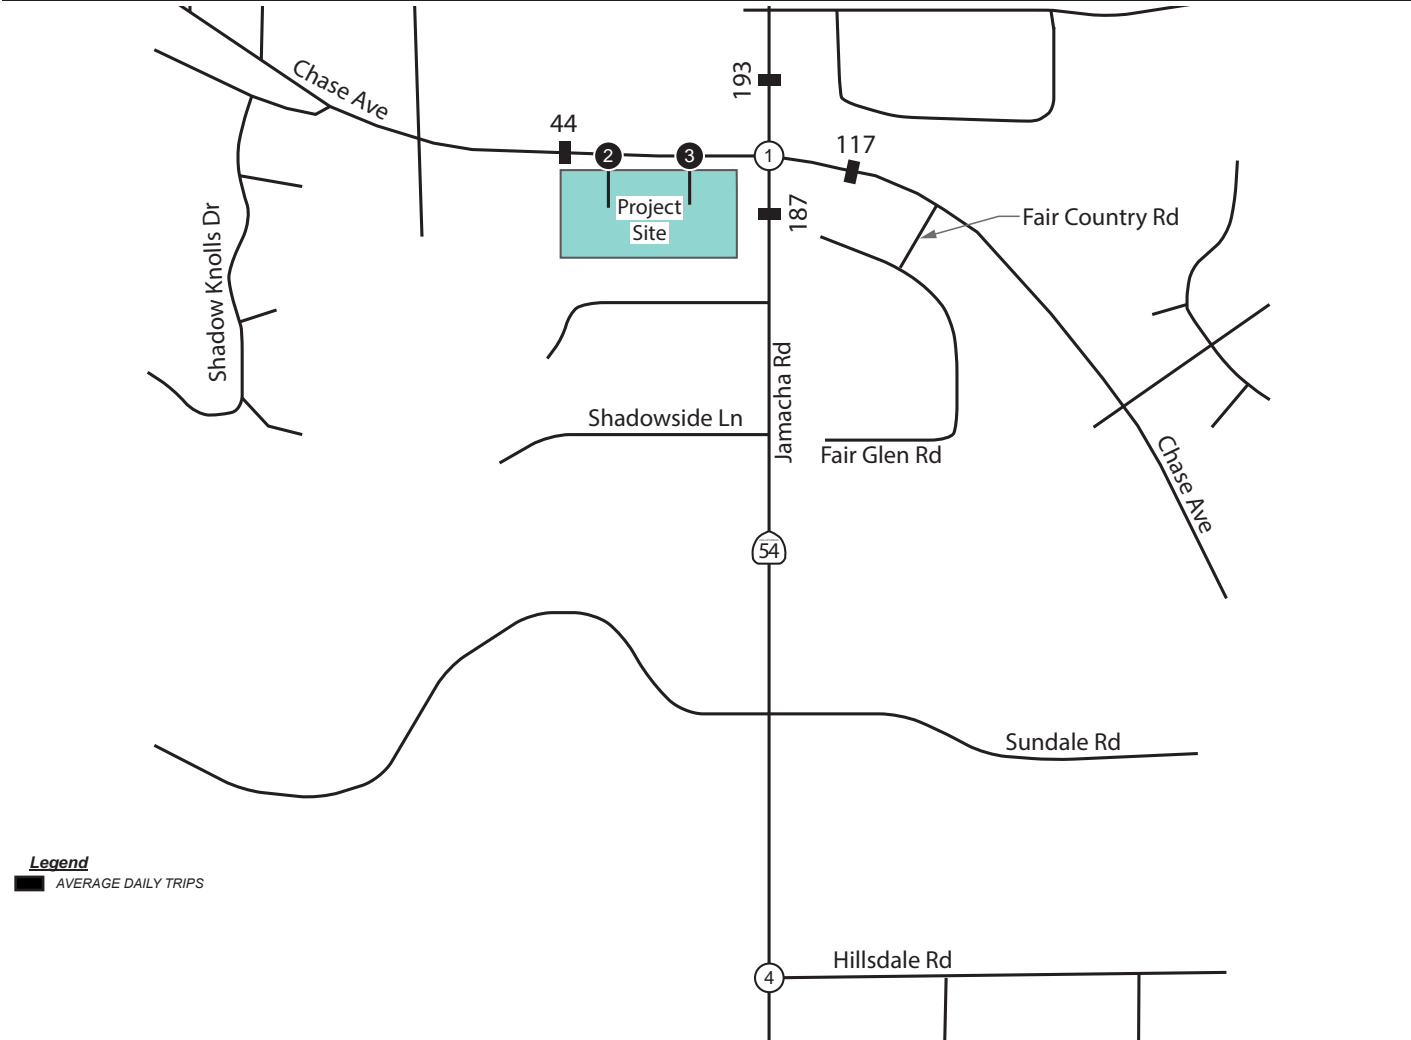 Chase Ave
193
44
2
3
1
117
Project
Site
187
Fair Country Rd
Shadow Knolls Dr
Jamacha Rd
Shadowside Ln
Fair Glen Rd
Chase Ave
54
Sundale Rd
Legend
AVERAGE DAILY TRIPS
Hillsdale Rd
4